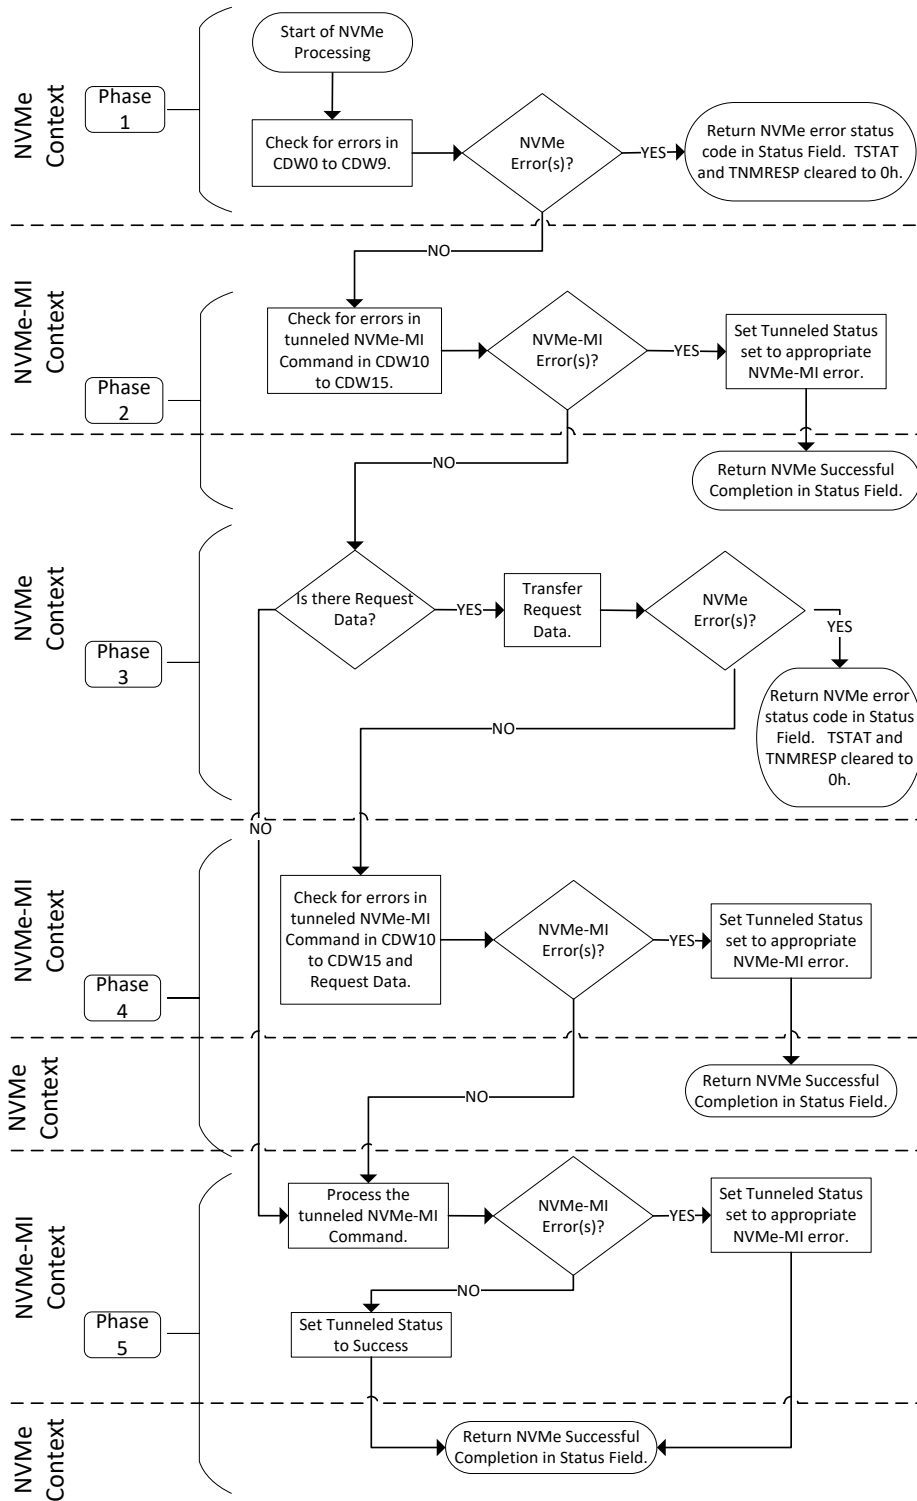 NVMe
Context
Phase
1
Start of NVMe
Processing
Check for errors in
CDW0 to CDW9.
NVMe
Error(s)?
YES
Return NVMe error status
code in Status Field.  TSTAT
and TNMRESP cleared to 0h.
NO
NVMe-MI
Context
Phase
2
Check for errors in
tunneled NVMe-MI
Command in CDW10
to CDW15.
NVMe-MI
Error(s)?
YES
Set Tunneled Status
set to appropriate
NVMe-MI error.
NO
Return NVMe Successful
Completion in Status Field.
NVMe
Context
Phase
3
Is there Request
Data?
YES
Transfer
Request
Data.
NVMe
Error(s)?
YES
Return NVMe error
status code in Status
Field.  TSTAT and
TNMRESP cleared to
0h.
NO
NO
NVMe-MI
Context
Phase
4
Check for errors in
tunneled NVMe-MI
Command in CDW10
to CDW15 and
Request Data.
NVMe-MI
Error(s)?
YES
Set Tunneled Status
set to appropriate
NVMe-MI error.
NVMe
Context
NO
Return NVMe Successful
Completion in Status Field.
NVMe-MI
Context
Phase
5
Process the
tunneled NVMe-MI
Command.
NVMe-MI
Error(s)?
YES
Set Tunneled Status
set to appropriate
NVMe-MI error.
NO
Set Tunneled Status
to Success
NVMe
Context
Return NVMe Successful
Completion in Status Field.